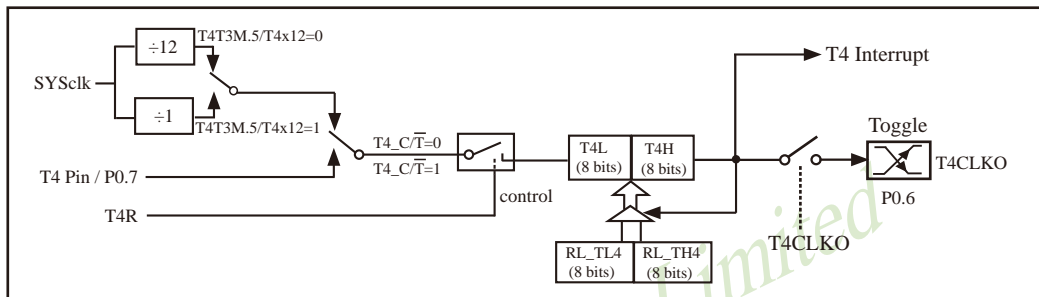 ÷12
T4T3M.5/T4x12=0
SYSclk
÷1
T4T3M.5/T4x12=1
T4 Pin / P0.7
T4R
T4_C/T̅=0
T4_C/T̅=1
control
T4L
(8 bits)
T4H
(8 bits)
RL_TL4
(8 bits)
RL_TH4
(8 bits)
T4 Interrupt
Toggle
T4CLKO
P0.6
T4CLKO
Limited